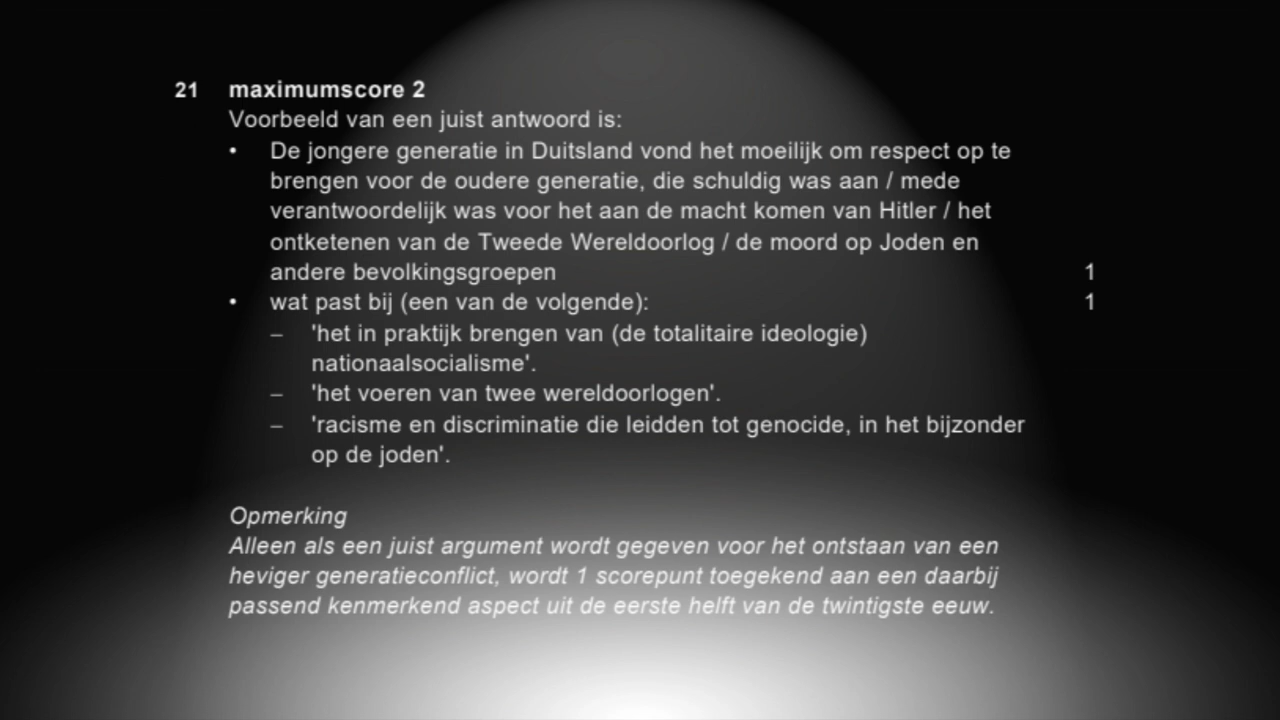 21 maximumscore 2
Voorbeeld van een juist antwoord is:
• De jongere generatie in Duitsland vond het moeilijk om respect op te
brengen voor de oudere generatie, die schuldig was aan / mede
verantwoordelijk was voor het aan de macht komen van Hitler / het
ontketenen van de Tweede Wereldoorlog / de moord op Joden en
andere bevolkingsgroepen 1
• wat past bij (een van de volgende): 1
– 'het in praktijk brengen van (de totalitaire ideologie)
nationaalsocialisme'.
– 'het voeren van twee wereldoorlogen'.
– 'racisme en discriminatie die leidden tot genocide, in het bijzonder
op de joden'.
Opmerking
Alleen als een juist argument wordt gegeven voor het ontstaan van een
heviger generatieconflict, wordt 1 scorepunt toegekend aan een daarbij
passend kenmerkend aspect uit de eerste helft van de twintigste eeuw.